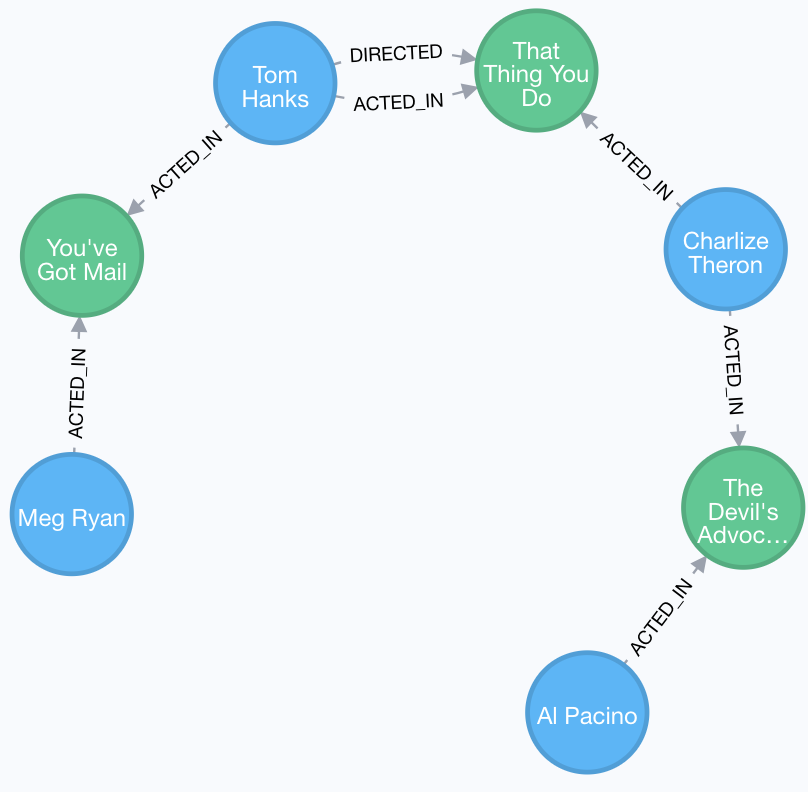 DIRECTED
That
Thing You
Do
Tom
Hanks
ACTED_IN
ACTED_IN
ACTED_IN
You've
Got Mail
Charlize
Theron
ACTED_IN
ACTED_IN
Meg Ryan
The
Devil's
Advoc...
ACTED_IN
Al Pacino